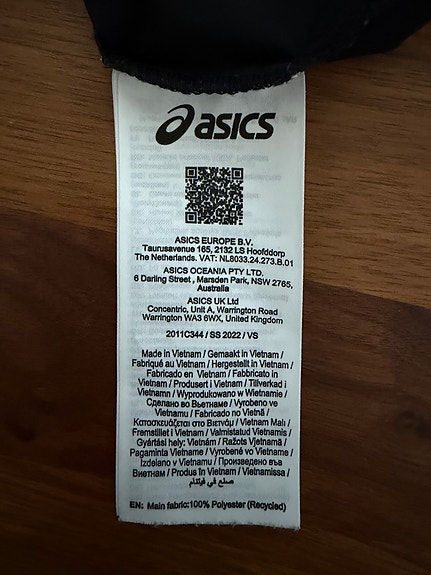 asics
ASICS EUROPE B.V.
Taurusavenue 165, 2132 LS Hoofddorp
The Netherlands. VAT: NL8033.24.273.B.01
ASICS OCEANIA PTY LTD.
6 Darling Street , Marsden Park, NSW 2765,
Australia
ASICS UK Ltd
Concentric, Unit A, Warrington Road
Warrington WA3 6WX, United Kingdom
2011C344 / SS 2022 / VS
Made in Vietnam / Gemaakt in Vietnam /
Fabriqué au Vietnam / Hergestellt in Vietnam /
Fabricado en Vietnam / Fabbricato in
Vietnam / Produsert i Vietnam / Tillverkad i
Vietnamn / Wyprodukowano w Wietnamie /
Сделано во Вьетнаме / Vyrobeno ve
Vietnamu / Fabricado no Vietnã /
Κατασκευάζεται στο Βιετνάμ / Vietnam Malı /
Fremstillet i Vietnam / Valmistatud Vietnamis /
Gyártási hely: Vietnám / Ražots Vjetnamā /
Pagaminta Vietname / Vyrobené vo Vietname /
Izdelano v Vietnamu / Произведено във
Виетнам / Produs în Vietnam / Vietnamissa /
صنع في فيتنام
EN: Main fabric:100% Polyester (Recycled)